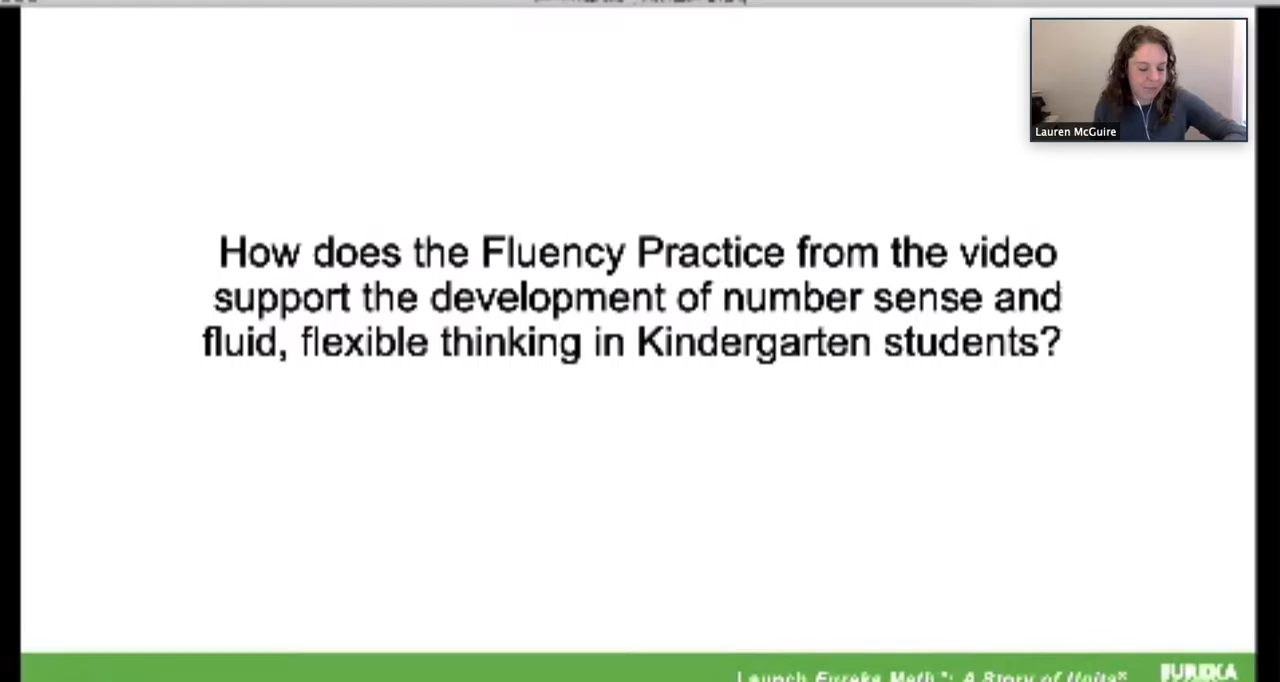 Lauren McGuire
How does the Fluency Practice from the video
support the development of number sense and
fluid, flexible thinking in Kindergarten students?
Launch Eureka Math™: A Story of Units®
EUREKA